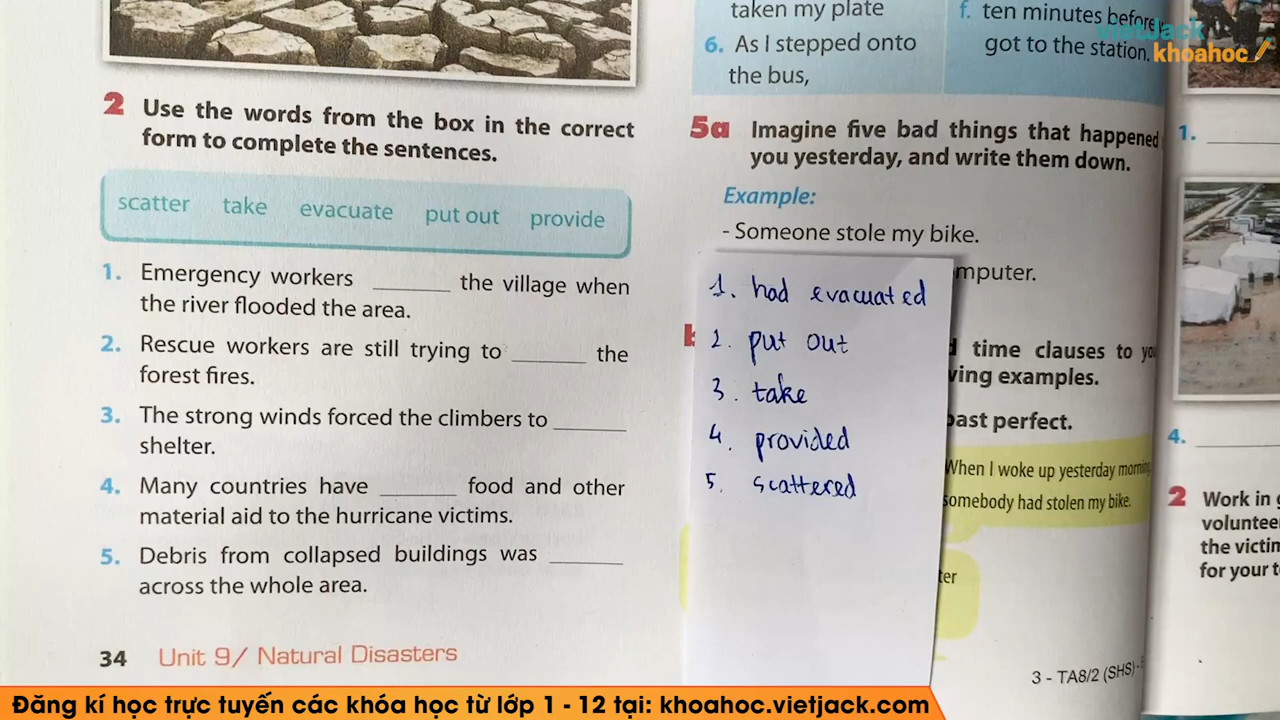 2 Use the words from the box in the correct
form to complete the sentences.
scatter take evacuate put out provide
1. Emergency workers ______ the village when
the river flooded the area.
2. Rescue workers are still trying to ______ the
forest fires.
3. The strong winds forced the climbers to ______
shelter.
4. Many countries have ______ food and other
material aid to the hurricane victims.
5. Debris from collapsed buildings was ______
across the whole area.
34 Unit 9/ Natural Disasters
taken my plate
6. As I stepped onto
the bus,
f. ten minutes before
got to the station.
vietjack
khoahoc
5a Imagine five bad things that happened
you yesterday, and write them down.
Example:
- Someone stole my bike.
mputer.
1. had evacuated
2. put out
3. take
4. provided
5. scattered
time clauses to yo
ving examples.
past perfect.
When I woke up yesterday morning
somebody had stolen my bike.
ter
3 - TA8/2 (SHS)-
1.
4.
2 Work in g
voluntee
the victim
for your t
Đăng kí học trực tuyến các khóa học từ lớp 1 - 12 tại: khoahoc.vietjack.com